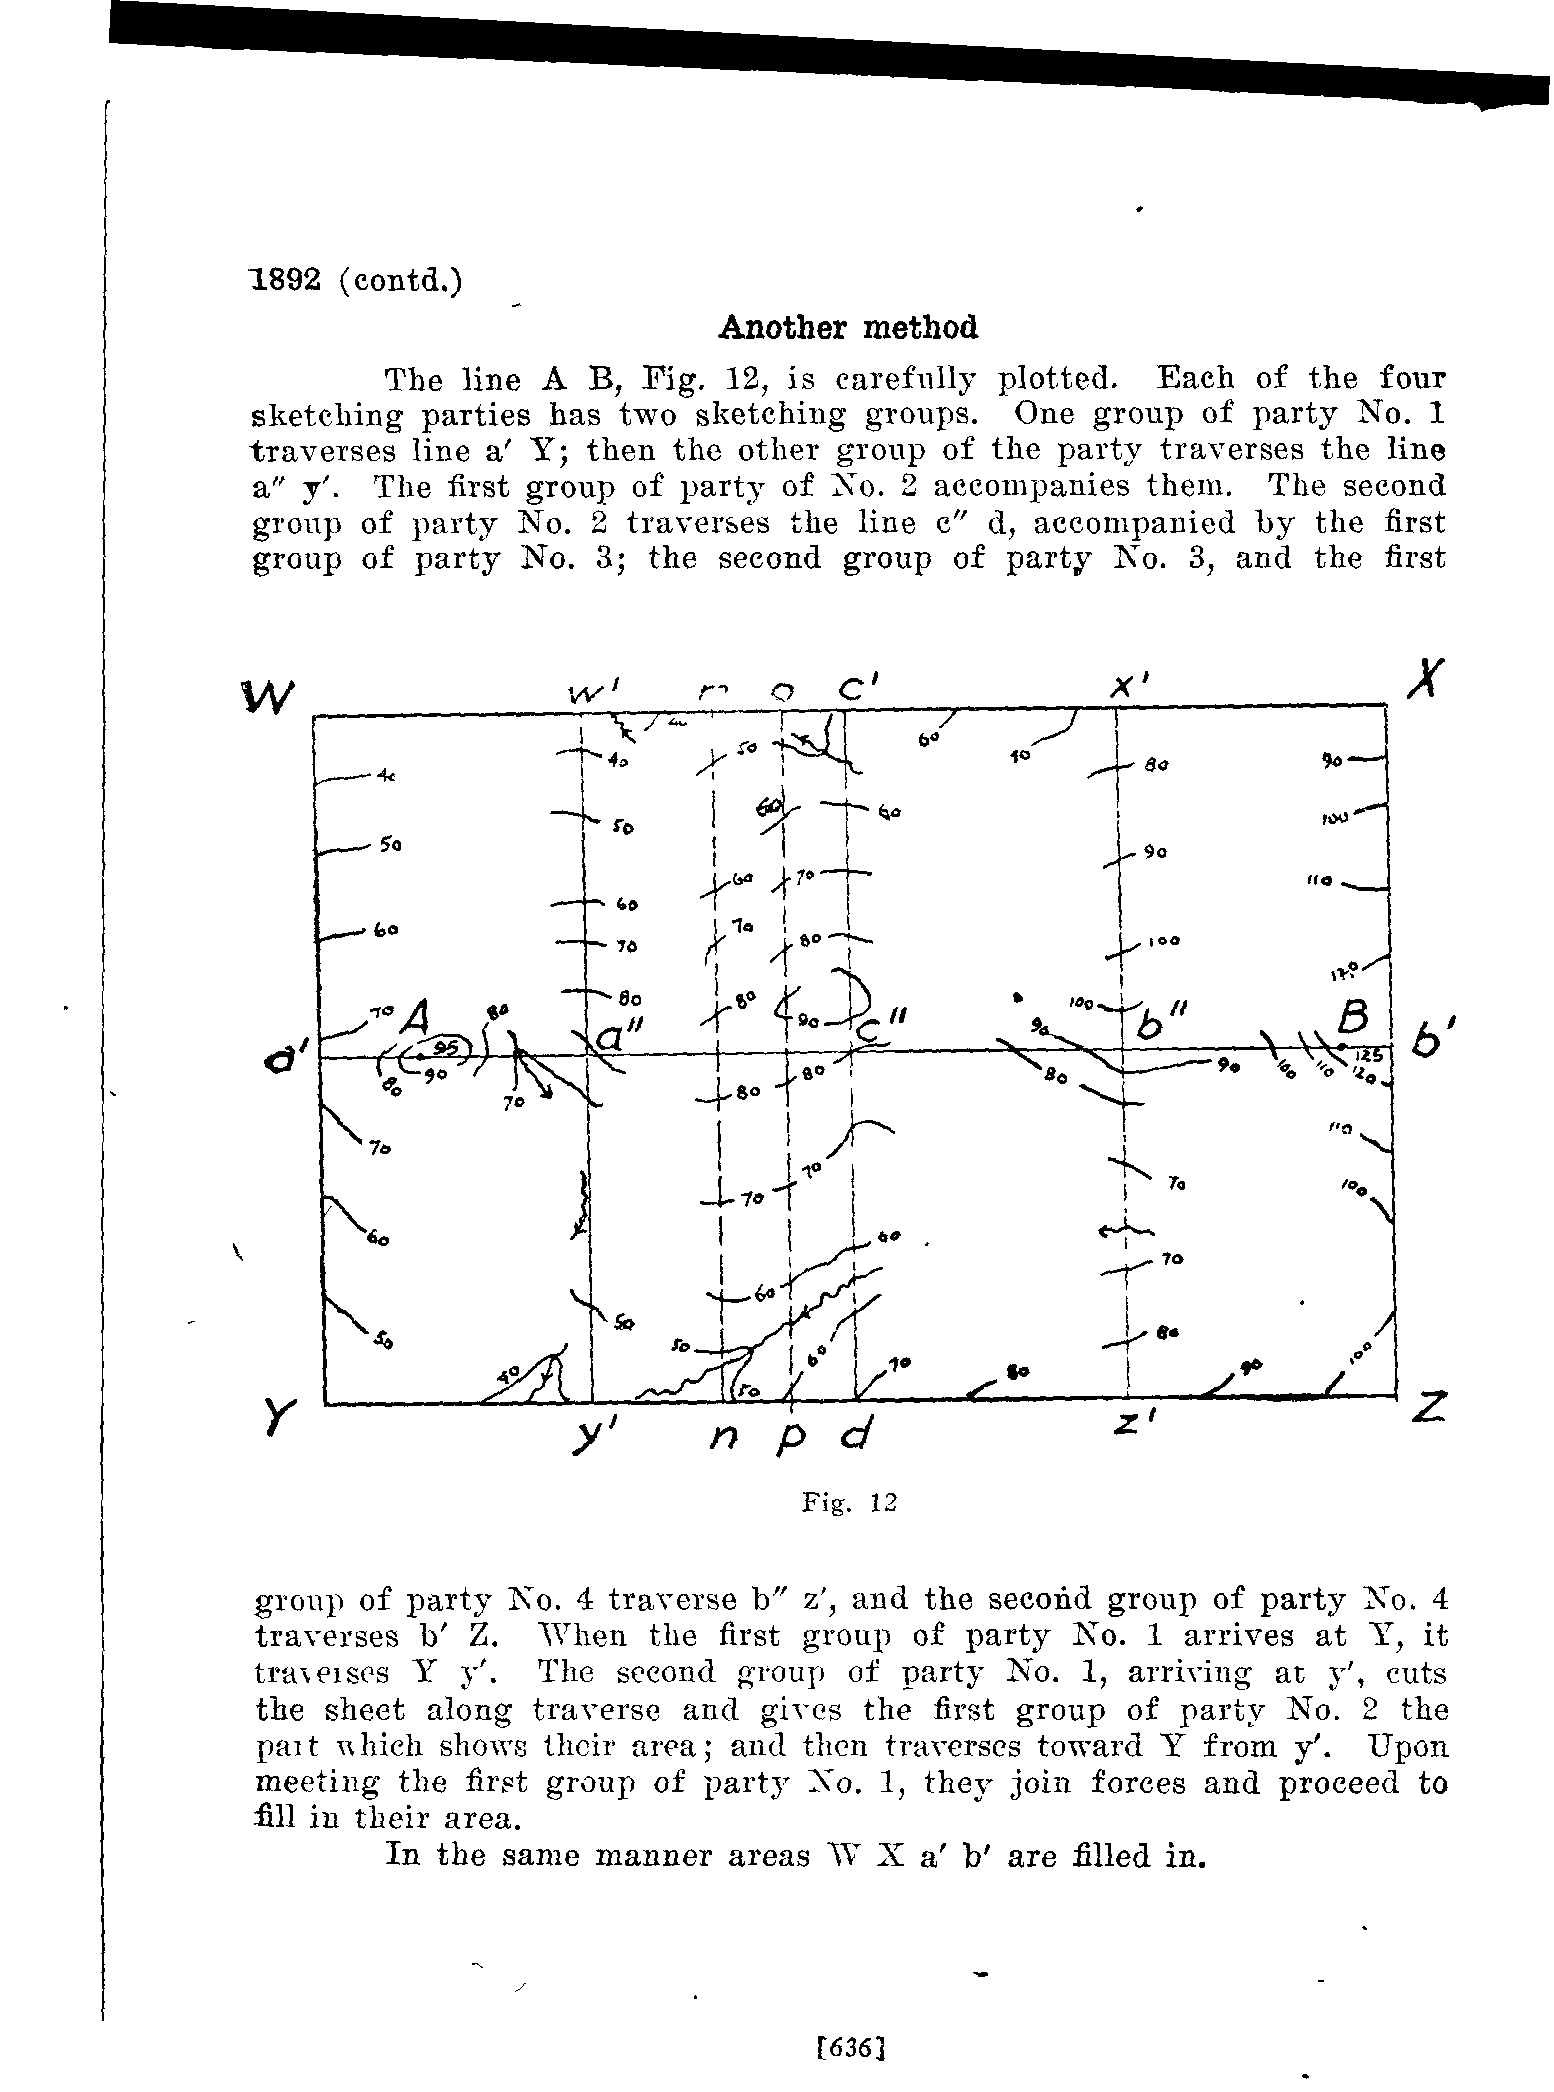 1892 (contd.)
Another method
The line A B, Fig. 12, is carefully plotted. Each of the four
sketching parties has two sketching groups. One group of party No. 1
traverses line a′ Y; then the other group of the party traverses the line
a″ y′. The first group of party of No. 2 accompanies them. The second
group of party No. 2 traverses the line c″ d, accompanied by the first
group of party No. 3; the second group of party No. 3, and the first
W w' o c' x' X
50 60 40 80 90
40
60 60 100
50 50 90
60 70 110
60 60 70 80 100
70 120
70 A 80 80 80 90 c" 100 b" B b'
a' 95 a" 90
80 90 70 80 80 80 90 100 110 120 125
70 110
70 70 70 100
60 60
60 70
50 50 50 80
40 50 60 70 80 90 100
Y y' n p d z' Z
Fig. 12
group of party No. 4 traverse b″ z′, and the second group of party No. 4
traverses b′ Z. When the first group of party No. 1 arrives at Y, it
traverses Y y′. The second group of party No. 1, arriving at y′, cuts
the sheet along traverse and gives the first group of party No. 2 the
part which shows their area; and then traverses toward Y from y′. Upon
meeting the first group of party No. 1, they join forces and proceed to
fill in their area.
In the same manner areas W X a′ b′ are filled in.
[636]